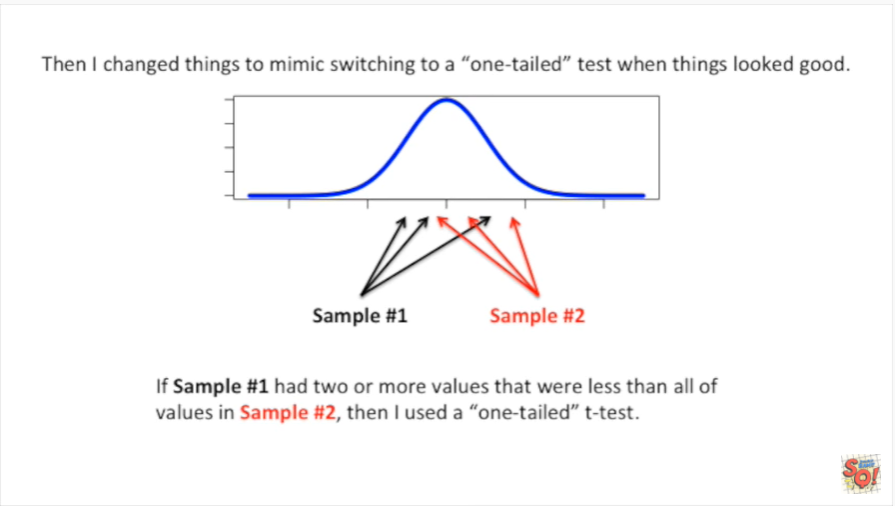 Then I changed things to mimic switching to a “one-tailed” test when things looked good.
Sample #1
Sample #2
If Sample #1 had two or more values that were less than all of
values in Sample #2, then I used a “one-tailed” t-test.
SQ!